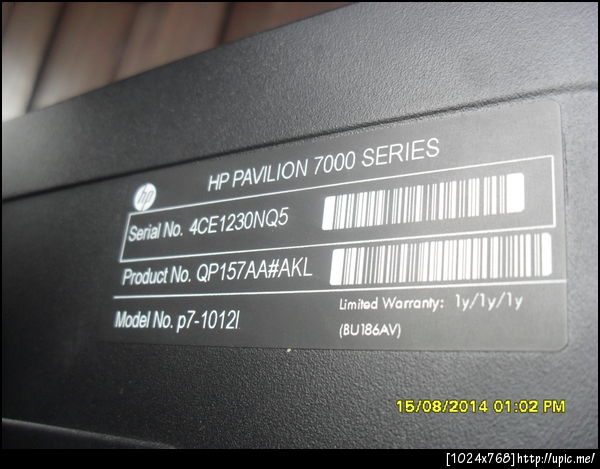 hp
HP PAVILION 7000 SERIES
Serial No. 4CE1230NQ5
Product No. QP157AA#AKL
Model No. p7-1012l
Limited Warranty: 1y/1y/1y
(BU186AV)
15/08/2014 01:02 PM
[1024x768]http://upic.me/